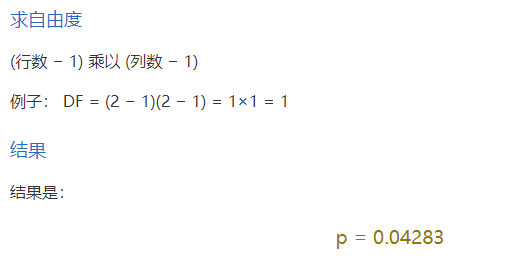 求自由度
(行数 − 1) 乘以 (列数 − 1)
例子： DF = (2 − 1)(2 − 1) = 1×1 = 1
结果
结果是：
p = 0.04283